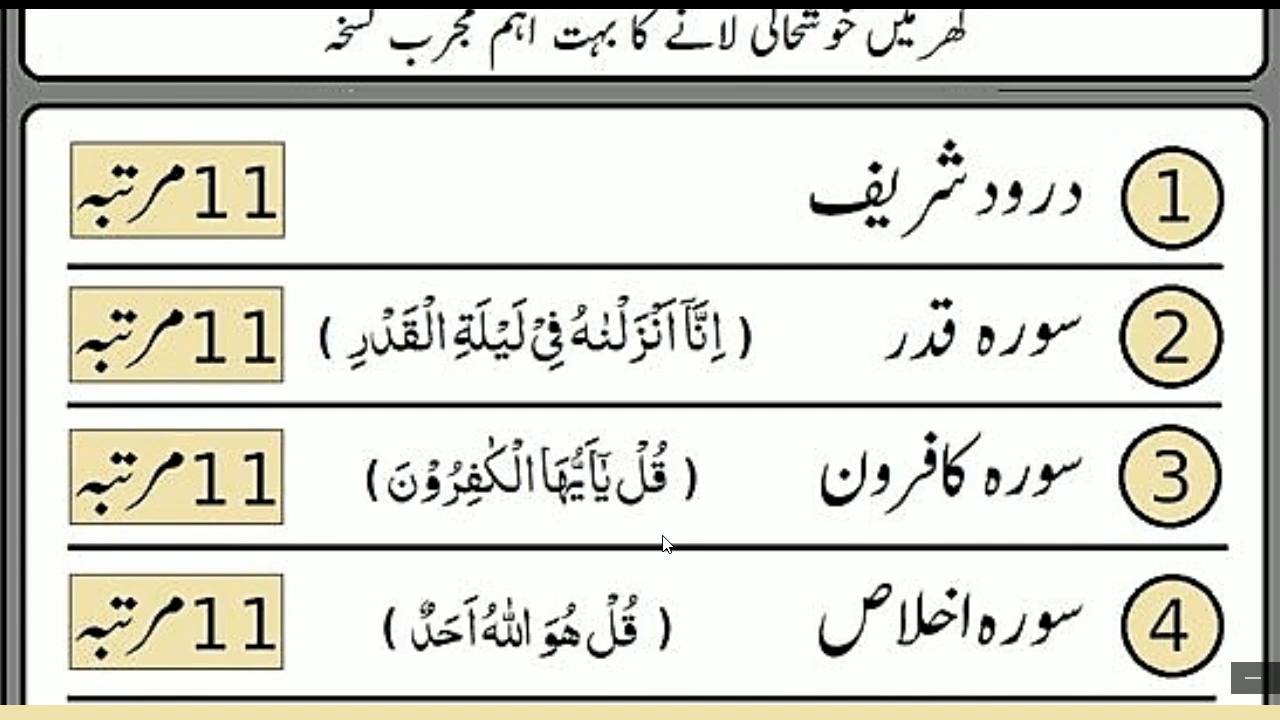 گھر میں خوشحالی لانے کا بہت اہم مجرب نسخہ
1 درود شریف 11 مرتبہ
2 سورہ قدر ( اِنَّاۤ اَنْزَلْنٰهُ فِیْ لَیْلَةِ الْقَدْرِ ) 11 مرتبہ
3 سورہ کافرون ( قُلْ یٰۤاَیُّهَا الْکٰفِرُوْنَ ) 11 مرتبہ
4 سورہ اخلاص ( قُلْ هُوَ اللّٰهُ اَحَدٌ ) 11 مرتبہ